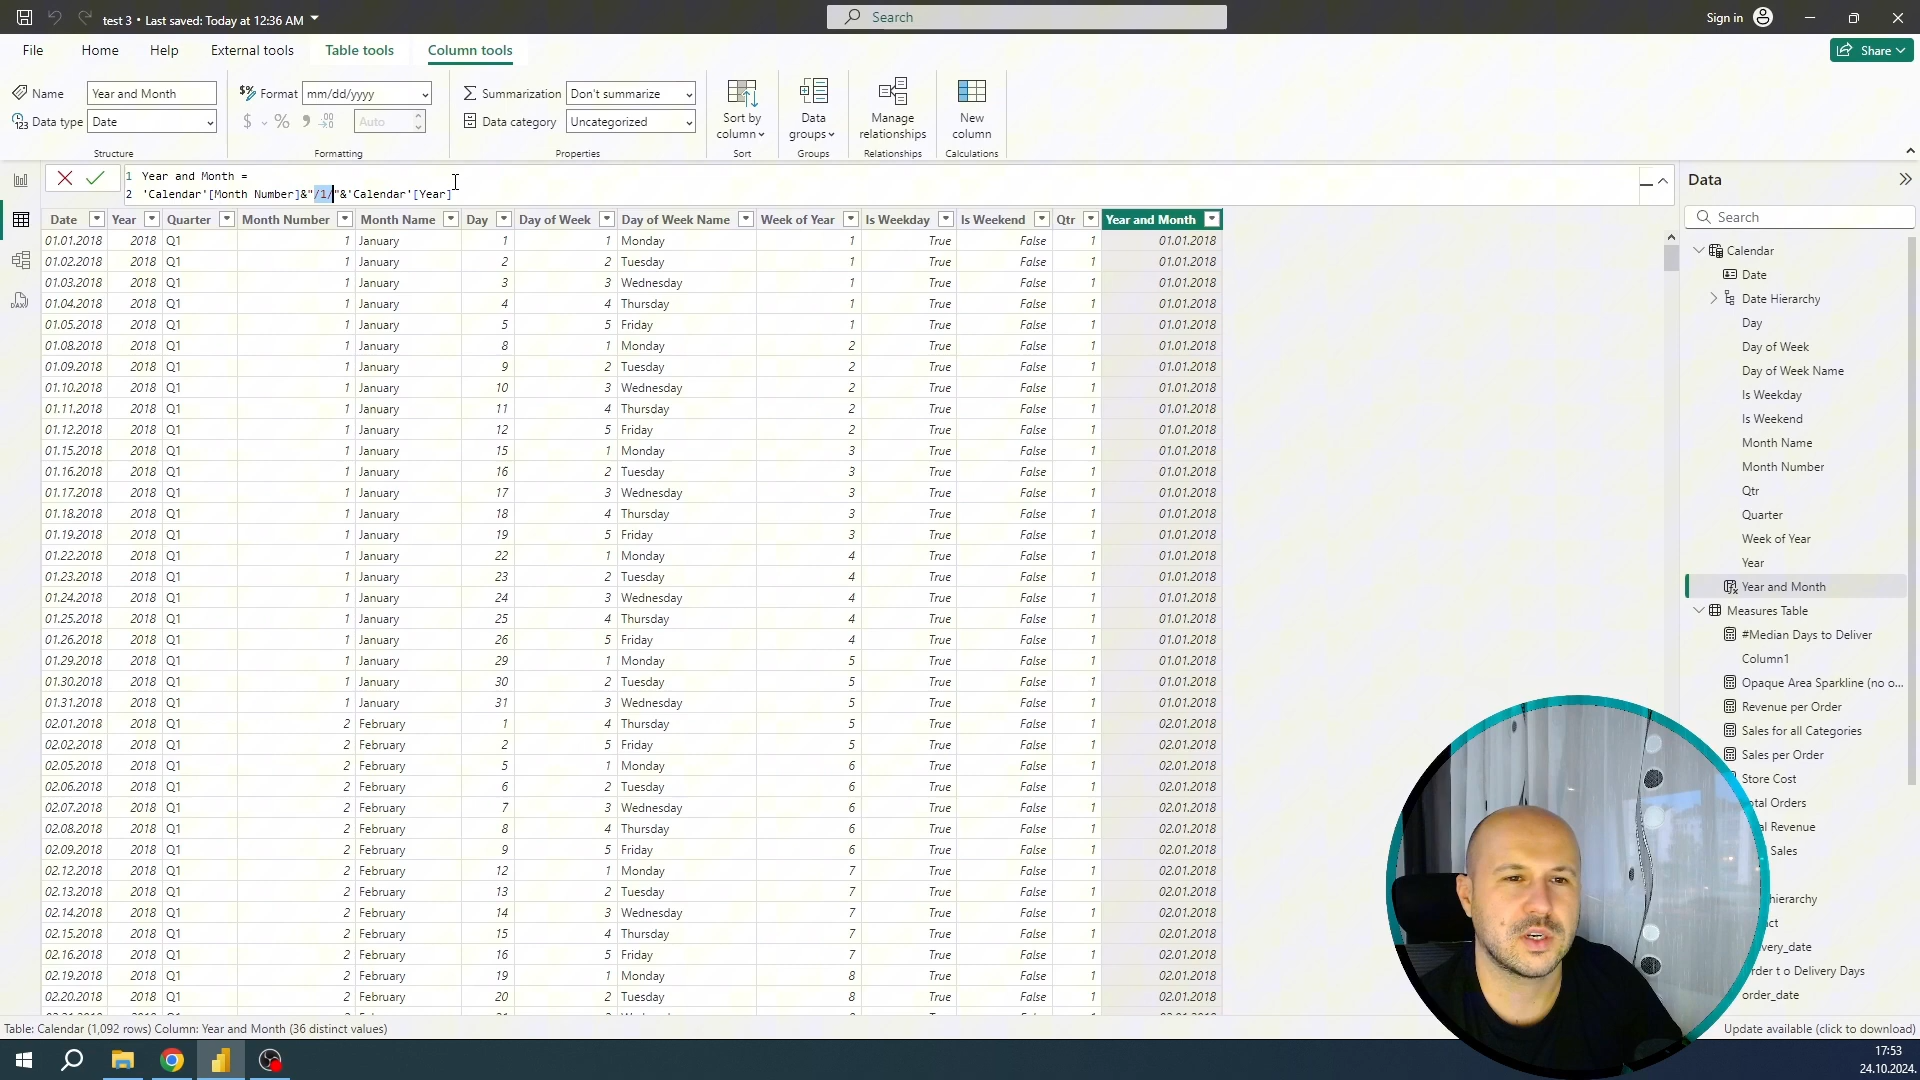 test 3 • Last saved: Today at 12:36 AM
Search
Sign in
File
Home
Help
External tools
Table tools
Column tools
Share
Name
Year and Month
Data type
Date
Structure
Format
mm/dd/yyyy
$ % 9 .00
Auto
Formatting
Summarization
Don't summarize
Data category
Uncategorized
Properties
Sort by column
Sort
Data groups
Groups
Manage relationships
Relationships
New column
Calculations
1 Year and Month =
2 'Calendar'[Month Number]&"/1/"&'Calendar'[Year]
Date Year Quarter Month Number Month Name Day Day of Week Day of Week Name Week of Year Is Weekday Is Weekend Qtr Year and Month
01.01.2018 2018 Q1 1 January 1 1 Monday 1 True False 1 01.01.2018
01.02.2018 2018 Q1 1 January 2 2 Tuesday 1 True False 1 01.01.2018
01.03.2018 2018 Q1 1 January 3 3 Wednesday 1 True False 1 01.01.2018
01.04.2018 2018 Q1 1 January 4 4 Thursday 1 True False 1 01.01.2018
01.05.2018 2018 Q1 1 January 5 5 Friday 1 True False 1 01.01.2018
01.08.2018 2018 Q1 1 January 8 1 Monday 2 True False 1 01.01.2018
01.09.2018 2018 Q1 1 January 9 2 Tuesday 2 True False 1 01.01.2018
01.10.2018 2018 Q1 1 January 10 3 Wednesday 2 True False 1 01.01.2018
01.11.2018 2018 Q1 1 January 11 4 Thursday 2 True False 1 01.01.2018
01.12.2018 2018 Q1 1 January 12 5 Friday 2 True False 1 01.01.2018
01.15.2018 2018 Q1 1 January 15 1 Monday 3 True False 1 01.01.2018
01.16.2018 2018 Q1 1 January 16 2 Tuesday 3 True False 1 01.01.2018
01.17.2018 2018 Q1 1 January 17 3 Wednesday 3 True False 1 01.01.2018
01.18.2018 2018 Q1 1 January 18 4 Thursday 3 True False 1 01.01.2018
01.19.2018 2018 Q1 1 January 19 5 Friday 3 True False 1 01.01.2018
01.22.2018 2018 Q1 1 January 22 1 Monday 4 True False 1 01.01.2018
01.23.2018 2018 Q1 1 January 23 2 Tuesday 4 True False 1 01.01.2018
01.24.2018 2018 Q1 1 January 24 3 Wednesday 4 True False 1 01.01.2018
01.25.2018 2018 Q1 1 January 25 4 Thursday 4 True False 1 01.01.2018
01.26.2018 2018 Q1 1 January 26 5 Friday 4 True False 1 01.01.2018
01.29.2018 2018 Q1 1 January 29 1 Monday 5 True False 1 01.01.2018
01.30.2018 2018 Q1 1 January 30 2 Tuesday 5 True False 1 01.01.2018
01.31.2018 2018 Q1 1 January 31 3 Wednesday 5 True False 1 01.01.2018
02.01.2018 2018 Q1 2 February 1 4 Thursday 5 True False 1 02.01.2018
02.02.2018 2018 Q1 2 February 2 5 Friday 5 True False 1 02.01.2018
02.05.2018 2018 Q1 2 February 5 1 Monday 6 True False 1 02.01.2018
02.06.2018 2018 Q1 2 February 6 2 Tuesday 6 True False 1 02.01.2018
02.07.2018 2018 Q1 2 February 7 3 Wednesday 6 True False 1 02.01.2018
02.08.2018 2018 Q1 2 February 8 4 Thursday 6 True False 1 02.01.2018
02.09.2018 2018 Q1 2 February 9 5 Friday 6 True False 1 02.01.2018
02.12.2018 2018 Q1 2 February 12 1 Monday 7 True False 1 02.01.2018
02.13.2018 2018 Q1 2 February 13 2 Tuesday 7 True False 1 02.01.2018
02.14.2018 2018 Q1 2 February 14 3 Wednesday 7 True False 1 02.01.2018
02.15.2018 2018 Q1 2 February 15 4 Thursday 7 True False 1 02.01.2018
02.16.2018 2018 Q1 2 February 16 5 Friday 7 True False 1 02.01.2018
02.19.2018 2018 Q1 2 February 19 1 Monday 8 True False 1 02.01.2018
02.20.2018 2018 Q1 2 February 20 2 Tuesday 8 True False 1 02.01.2018
Data
Search
Calendar
Date
Date Hierarchy
Day
Day of Week
Day of Week Name
Is Weekday
Is Weekend
Month Name
Month Number
Qtr
Quarter
Week of Year
Year
Year and Month
Measures Table
#Median Days to Deliver
Column1
Opaque Area Sparkline (no o...
Revenue per Order
Sales for all Categories
Sales per Order
Store Cost
otal Orders
al Revenue
Sales
hierarchy
ct
very_date
rder t o Delivery Days
order_date
Table: Calendar (1,092 rows) Column: Year and Month (36 distinct values)
Update available (click to download)
17:53
24.10.2024.